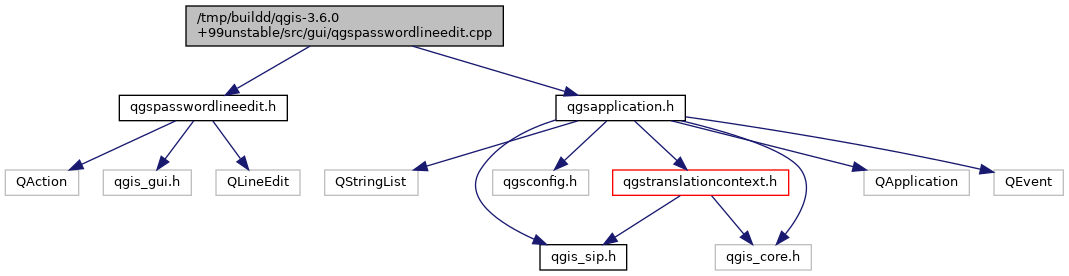 /tmp/buildd/qgis-3.6.0
+99unstable/src/gui/qgspasswordlineedit.cpp
qgspasswordlineedit.h
qgsapplication.h
QAction
qgis_gui.h
QLineEdit
QStringList
qgsconfig.h
qgstranslationcontext.h
QApplication
QEvent
qgis_sip.h
qgis_core.h